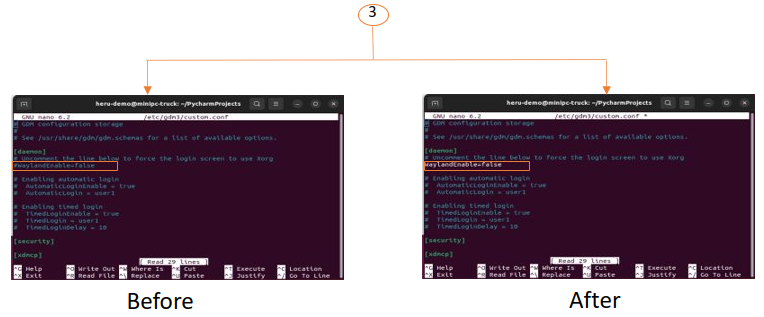 3
heru-demo@minipc-truck: ~/PycharmProjects
GNU nano 6.2 /etc/gdm3/custom.conf
# GDM configuration storage
#
# See /usr/share/gdm/gdm.schemas for a list of available options.
[daemon]
# Uncomment the line below to force the login screen to use Xorg
#WaylandEnable=false
# Enabling automatic login
# AutomaticLoginEnable = true
# AutomaticLogin = user1
# Enabling timed login
# TimedLoginEnable = true
# TimedLogin = user1
# TimedLoginDelay = 10
[security]
[xdmcp]
[ Read 29 lines ]
^G Help ^O Write Out ^W Where Is ^K Cut ^T Execute ^C Location
^X Exit ^R Read File ^\ Replace ^U Paste ^J Justify ^/ Go To Line
Before
heru-demo@minipc-truck: ~/PycharmProjects
GNU nano 6.2 /etc/gdm3/custom.conf *
# GDM configuration storage
#
# See /usr/share/gdm/gdm.schemas for a list of available options.
[daemon]
# Uncomment the line below to force the login screen to use Xorg
WaylandEnable=false
# Enabling automatic login
# AutomaticLoginEnable = true
# AutomaticLogin = user1
# Enabling timed login
# TimedLoginEnable = true
# TimedLogin = user1
# TimedLoginDelay = 10
[security]
[xdmcp]
[ Read 29 lines ]
^G Help ^O Write Out ^W Where Is ^K Cut ^T Execute ^C Location
^X Exit ^R Read File ^\ Replace ^U Paste ^J Justify ^/ Go To Line
After